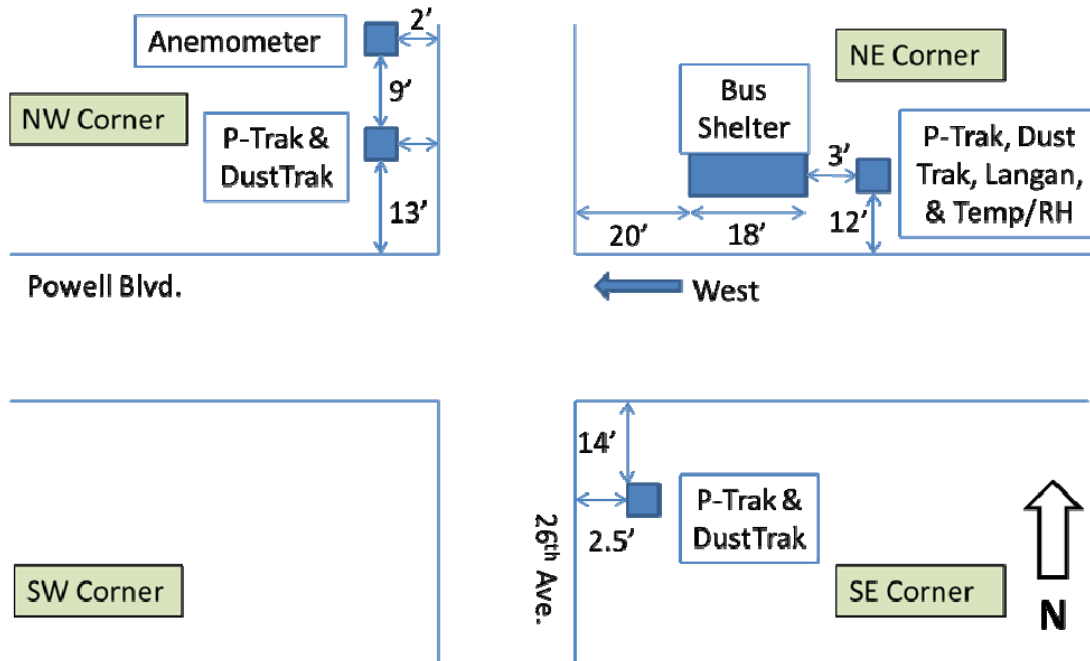 2’
Anemometer
NE Corner
9’
Bus
Shelter
NW Corner
P-Trak &
DustTrak
3’
P-Trak, Dust
Trak, Langan,
& Temp/RH
13’
20’
18’
12’
Powell Blvd.
West
14’
P-Trak &
DustTrak
2.5’
26th Ave.
SW Corner
SE Corner
N